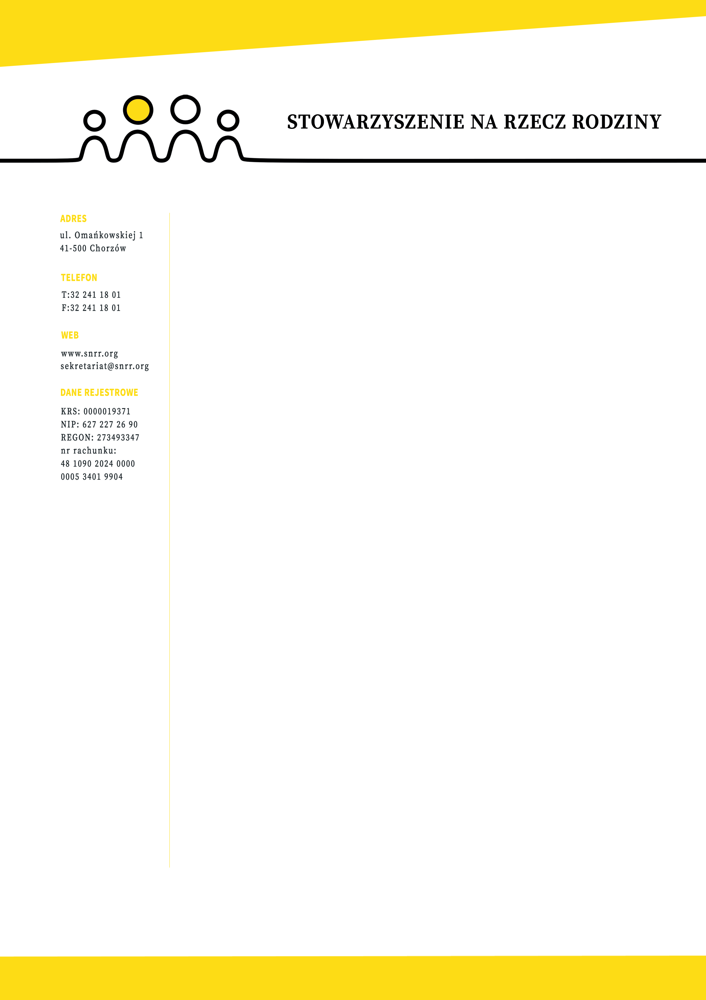 STOWARZYSZENIE NA RZECZ RODZINY
ADRES
ul. Omańkowskiej 1
41-500 Chorzów
TELEFON
T:32 241 18 01
F:32 241 18 01
WEB
www.snrr.org
sekretariat@snrr.org
DANE REJESTROWE
KRS: 0000019371
NIP: 627 227 26 90
REGON: 273493347
nr rachunku:
48 1090 2024 0000
0005 3401 9904